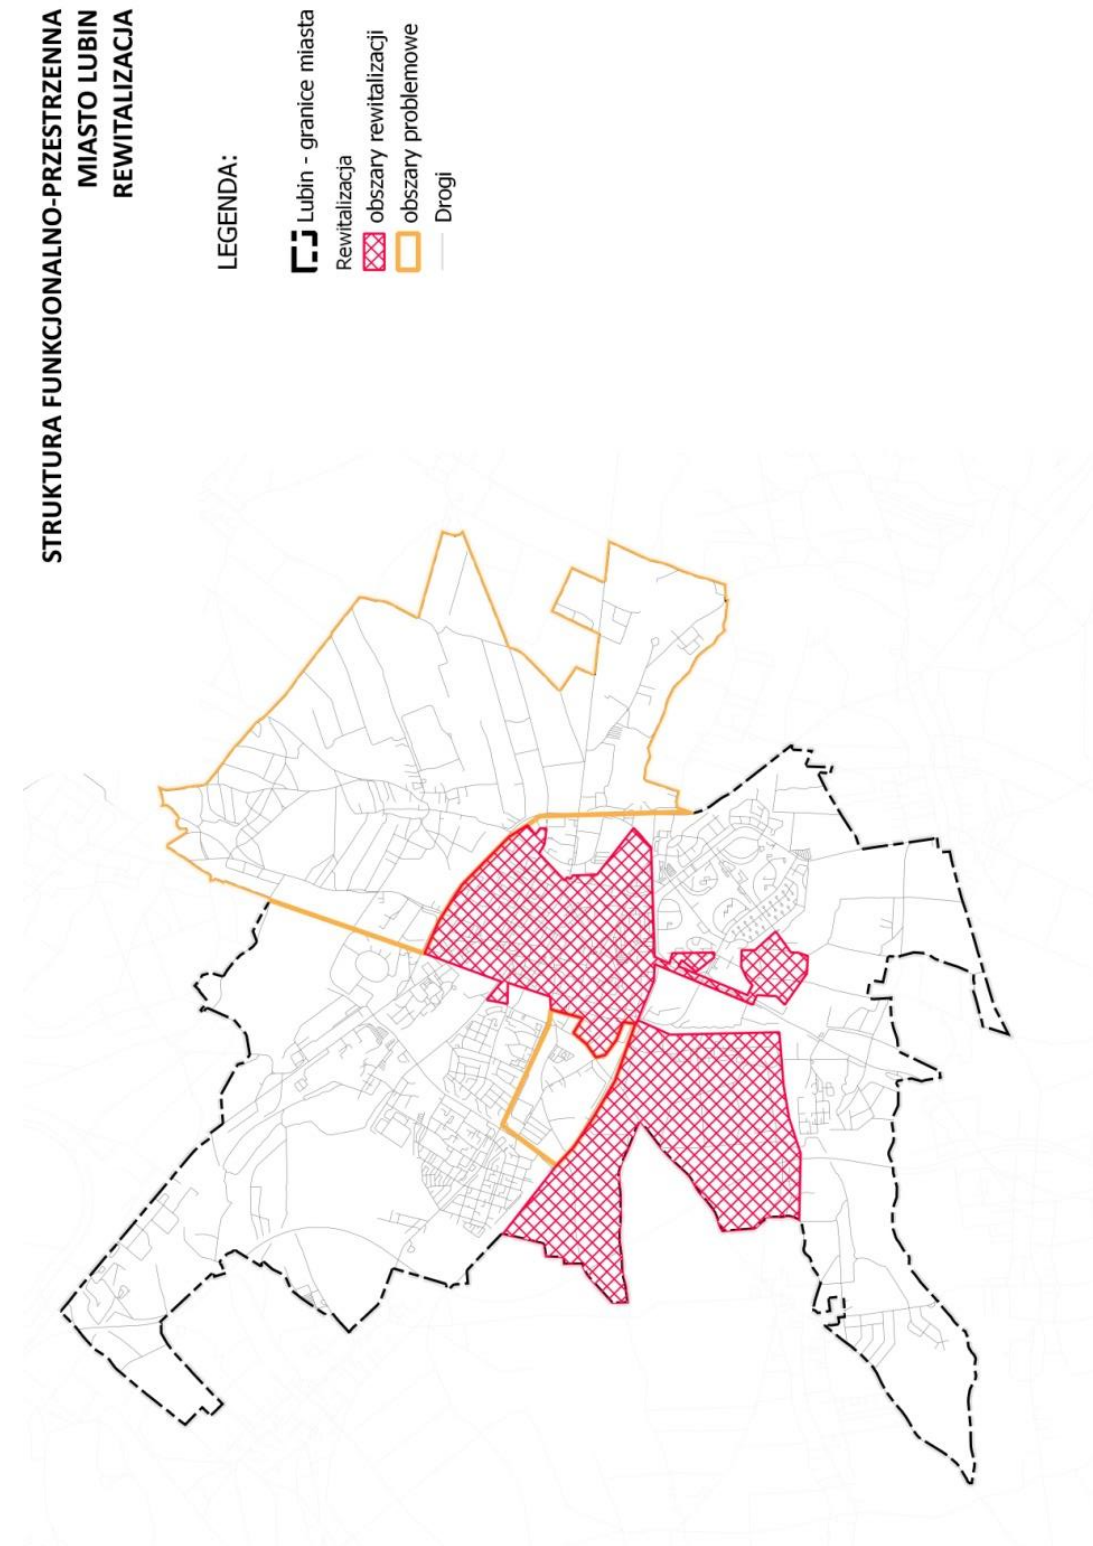 STRUKTURA FUNKCJONALNO-PRZESTRZENNA
MIASTO LUBIN
REWITALIZACJA
LEGENDA:
Lubin - granice miasta
Rewitalizacja
obszary rewitalizacji
obszary problemowe
Drogi